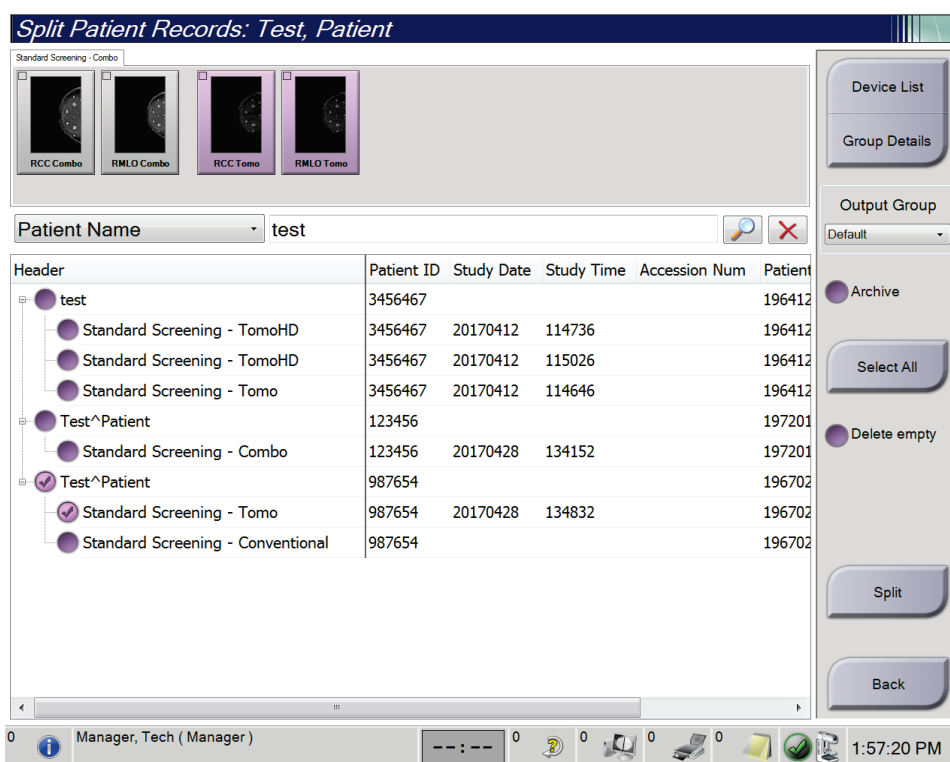 Split Patient Records: Test, Patient
Standard Screening - Combo
RCC Combo RMLO Combo RCC Tomo RMLO Tomo
Device List
Group Details
Output Group
Default
Archive
Select All
Delete empty
Split
Back
Patient Name test
Header Patient ID Study Date Study Time Accession Num Patient
test 3456467 196412
Standard Screening - TomoHD 3456467 20170412 114736 196412
Standard Screening - TomoHD 3456467 20170412 115026 196412
Standard Screening - Tomo 3456467 20170412 114646 196412
Test^Patient 123456 197201
Standard Screening - Combo 123456 20170428 134152 197201
Test^Patient 987654 196702
Standard Screening - Tomo 987654 20170428 134832 196702
Standard Screening - Conventional 987654 196702
0 Manager, Tech ( Manager ) --:-- 0 0 0 0 1:57:20 PM